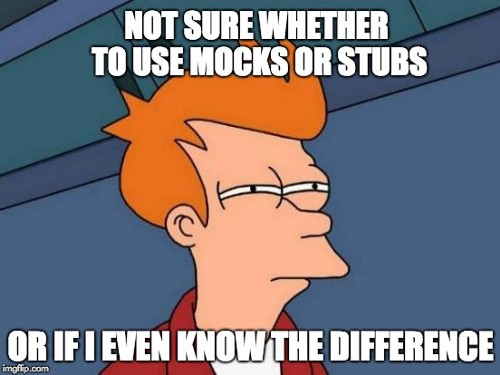 NOT SURE WHETHER
TO USE MOCKS OR STUBS
OR IF I EVEN KNOW THE DIFFERENCE
imgflip.com